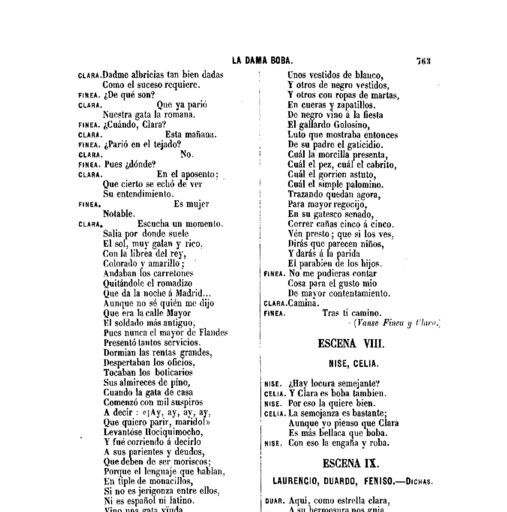 LA DAMA BOBA. 763
CLARA. Dadme albricias tan bien dadas
Como el suceso requiere.
FINEA. ¿De qué son?
CLARA. Que ya parió
Nuestra gata la romana.
FINEA. ¿Cuándo, Clara?
CLARA. Esta mañana.
FINEA. ¿Parió en el tejado?
CLARA. No.
FINEA. Pues ¿dónde?
CLARA. En el aposento;
Que cierto se echó de ver
Su entendimiento.
FINEA. Es mujer
Notable.
CLARA. Escucha un momento.
Salia por donde suele
El sol, muy galan y rico,
Con la librea del rey,
Colorado y amarillo;
Andaban los carretones
Quitándole el romadizo
Que da la noche á Madrid...
Aunque no sé quién me dijo
Que era la calle Mayor
El soldado más antiguo,
Pues nunca el mayor de Flandes
Presentó tantos servicios.
Dormian las rentas grandes,
Despertaban los oficios,
Tocaban los boticarios
Sus almireces de pino,
Cuando la gata de casa
Comenzó con mil suspiros
A decir: «¡Ay, ay, ay, ay,
Que quiero parir, marido!»
Levantóse Hociquimocho,
Y fué corriendo á decirlo
A sus parientes y deudos,
Que deben de ser moriscos;
Porque el lenguaje que hablan,
En tiple de monacillos,
Si no es jerigonza entre ellos,
Ni es español ni latino.
Vino una gata viuda
Unos vestidos de blanco,
Y otros de negro vestidos,
Y otros con ropas de martas,
En cueras y zapatillos.
De negro vino á la fiesta
El gallardo Golosino,
Luto que mostraba entonces
De su padre el gaticidio.
Cuál la morcilla presenta,
Cuál el pez, cuál el cabrito,
Cuál el gorrion astuto,
Cuál el simple palomino.
Trazando quedan agora,
Para mayor regocijo,
En su gatesco senado,
Correr cañas cinco á cinco.
Vén presto; que si los ves,
Dirás que parecen niños,
Y darás á la parida
El parabien de los hijos.
FINEA. No me pudieras contar
Cosa para el gusto mio
De mayor contentamiento.
CLARA. Camina.
FINEA. Tras ti camino.
(Vanse Finea y Clara.)
ESCENA VIII.
NISE, CELIA.
NISE. ¿Hay locura semejante?
CELIA. Y Clara es boba tambien.
NISE. Por eso la quiere bien.
CELIA. La semejanza es bastante;
Aunque yo pienso que Clara
Es más bellaca que boba.
NISE. Con eso la engaña y roba.
ESCENA IX.
LAURENCIO, DUARDO, FENISO.—DICHAS.
DUAR. Aquí, como estrella clara,
A su hermosura nos guia